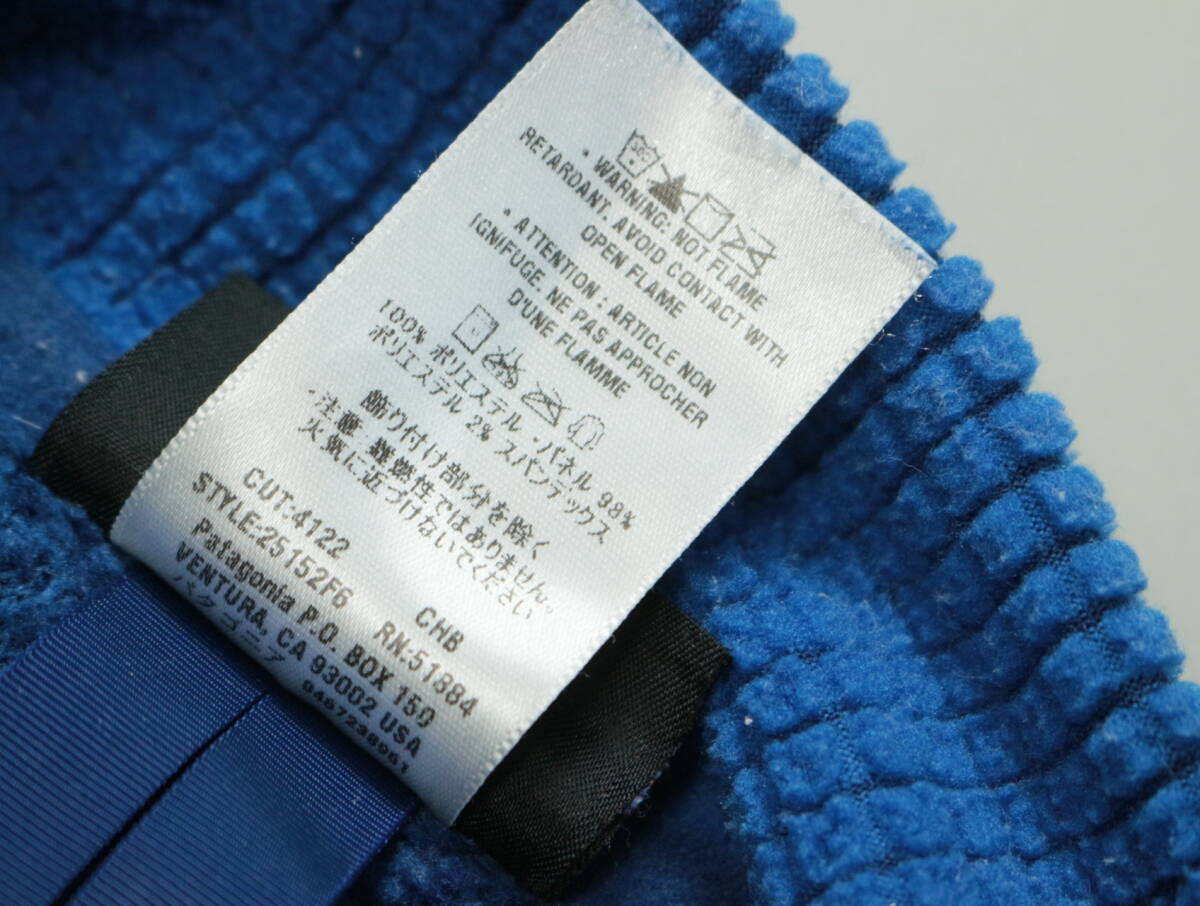 • WARNING: NOT FLAME
RETARDANT. AVOID CONTACT WITH
OPEN FLAME
• ATTENTION : ARTICLE NON
IGNIFUGE. NE PAS APPROCHER
D'UNE FLAMME
100% ポリエステル・パネル 98%
ポリエステル 2% スパンデックス
飾り付け部分を除く
・注意：難燃性ではありません。
火気に近づけないでください
CUT:4122 CHB
STYLE:25152F6 RN:51884
Patagonia P.O. BOX 150
VENTURA, CA 93002 USA
パタゴニア 0467238961